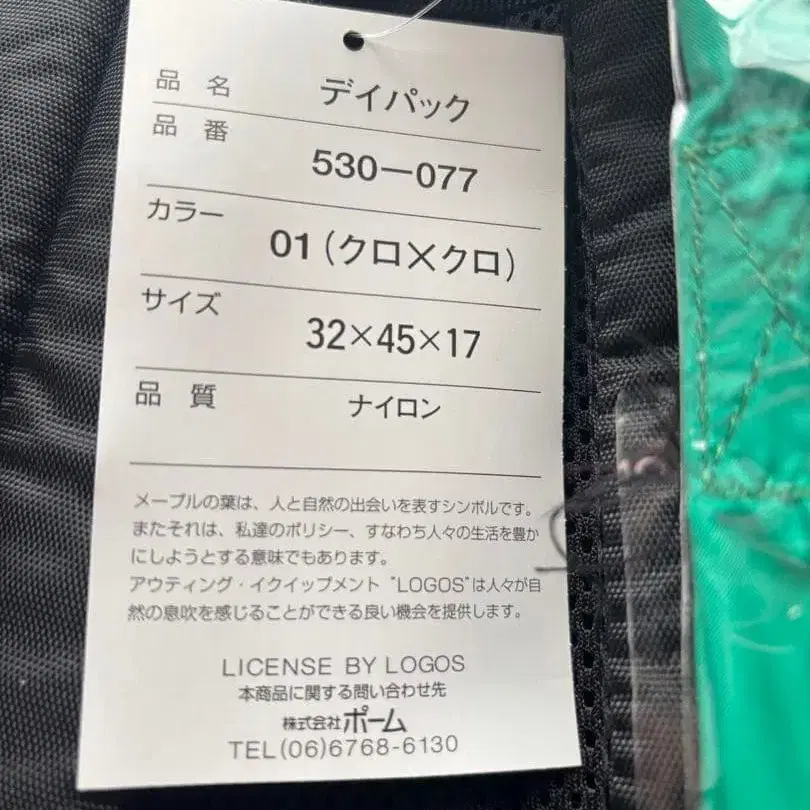 品名 デイパック
品番 530ー077
カラー 01(クロ×クロ)
サイズ 32×45×17
品質 ナイロン
メープルの葉は、人と自然の出会いを表すシンボルです。
またそれは、私達のポリシー、すなわち人々の生活を豊か
にしようとする意味でもあります。
アウティング・イクイップメント "LOGOS"は人々が自
然の息吹を感じることができる良い機会を提供します。
LICENSE BY LOGOS
本商品に関する問い合わせ先
株式会社ポーム
TEL(06)6768-6130